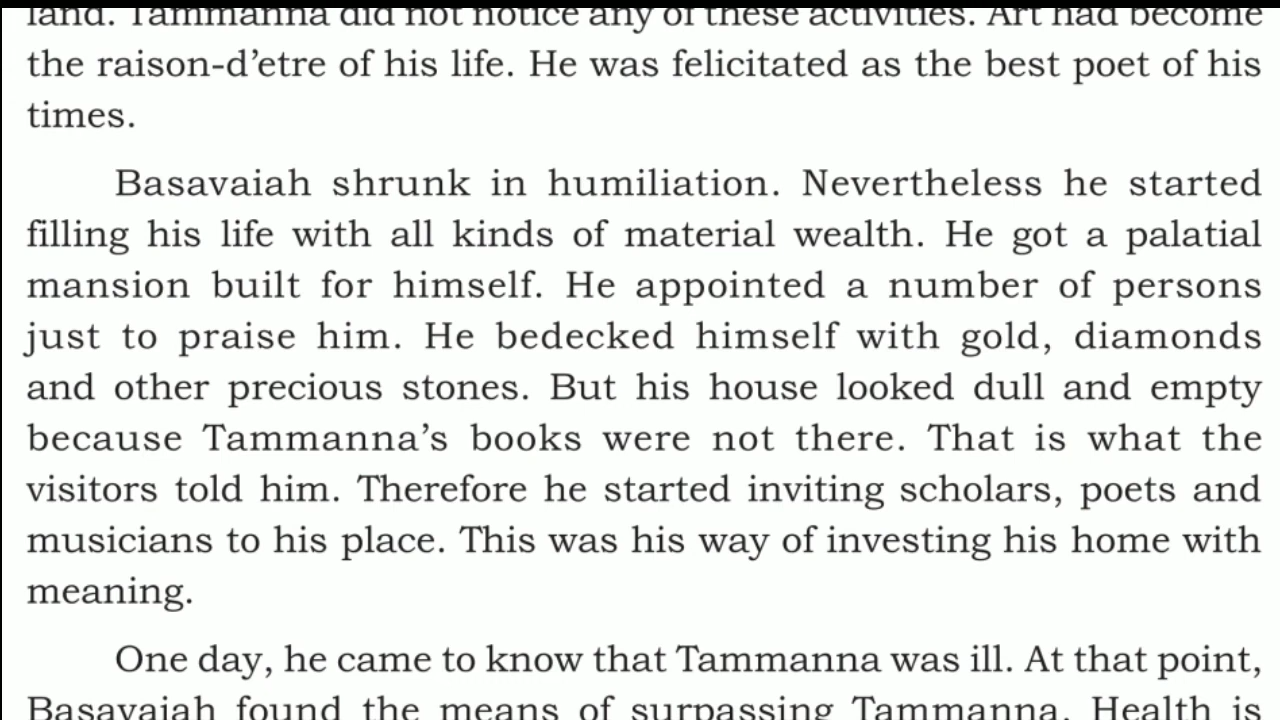 land. Tammanna did not notice any of these activities. Art had become
the raison-d’etre of his life. He was felicitated as the best poet of his
times.
Basavaiah shrunk in humiliation. Nevertheless he started
filling his life with all kinds of material wealth. He got a palatial
mansion built for himself. He appointed a number of persons
just to praise him. He bedecked himself with gold, diamonds
and other precious stones. But his house looked dull and empty
because Tammanna’s books were not there. That is what the
visitors told him. Therefore he started inviting scholars, poets and
musicians to his place. This was his way of investing his home with
meaning.
One day, he came to know that Tammanna was ill. At that point,
Basavaiah found the means of surpassing Tammanna. Health is